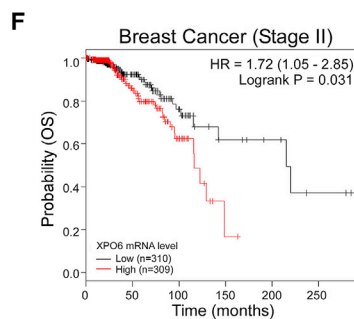 F
Breast Cancer (Stage II)
HR = 1.72 (1.05 - 2.85)
Logrank P = 0.031
Probability (OS)
1.0
0.8
0.6
0.4
0.2
0.0
XPO6 mRNA level
Low (n=310)
High (n=309)
0 50 100 150 200 250
Time (months)